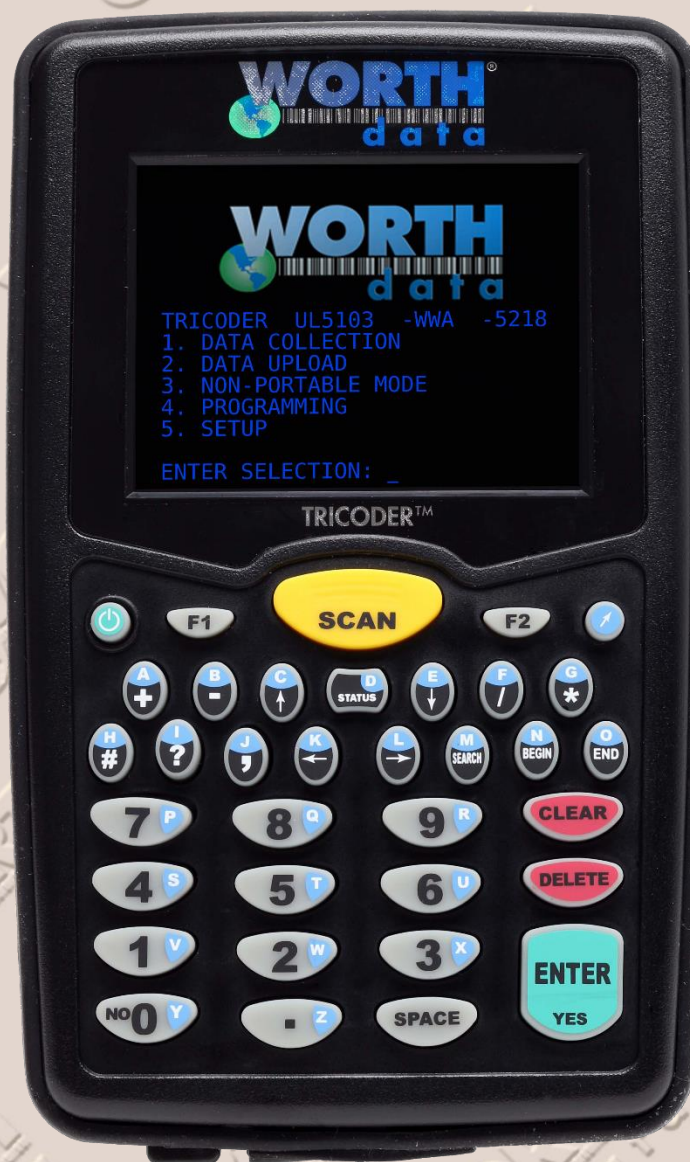 WORTH®
data
WORTH
data
TRICODER UL5103 -WWA -5218
1. DATA COLLECTION
2. DATA UPLOAD
3. NON-PORTABLE MODE
4. PROGRAMMING
5. SETUP
ENTER SELECTION: _
TRICODER™
F1 SCAN F2
A B C D E F G
+ - ↑ STATUS ↓ / *
H I J K L M N O
# ? , ← → SEARCH BEGIN END
7 P 8 Q 9 R CLEAR
4 S 5 T 6 U DELETE
1 V 2 W 3 X ENTER
NO 0 Y . Z SPACE YES